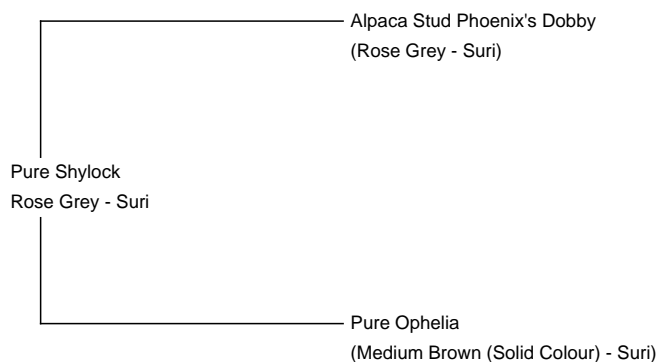 Alpaca Stud Phoenix's Dobby
(Rose Grey - Suri)
Pure Shylock
Rose Grey - Suri
Pure Ophelia
(Medium Brown (Solid Colour) - Suri)